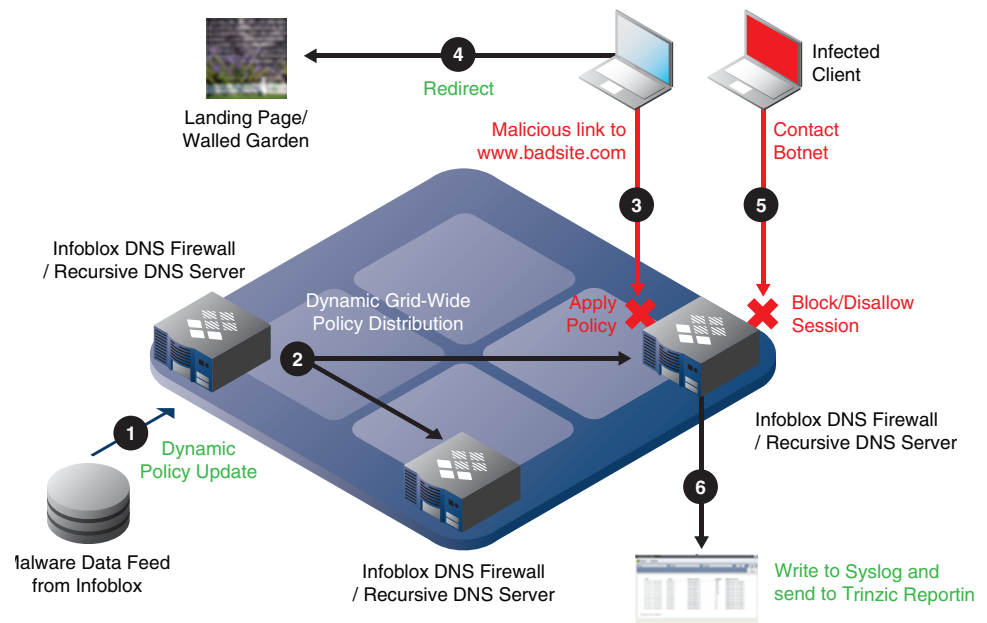 4
Redirect
Landing Page/
Walled Garden
Infected
Client
Malicious link to
www.badsite.com
Contact
Botnet
3
5
Infoblox DNS Firewall
/ Recursive DNS Server
Dynamic Grid-Wide
Policy Distribution
Apply
Policy
Block/Disallow
Session
2
1
Dynamic
Policy Update
Infoblox DNS Firewall
/ Recursive DNS Server
6
Malware Data Feed
from Infoblox
Infoblox DNS Firewall
/ Recursive DNS Server
Write to Syslog and
send to Trinzic Reportin